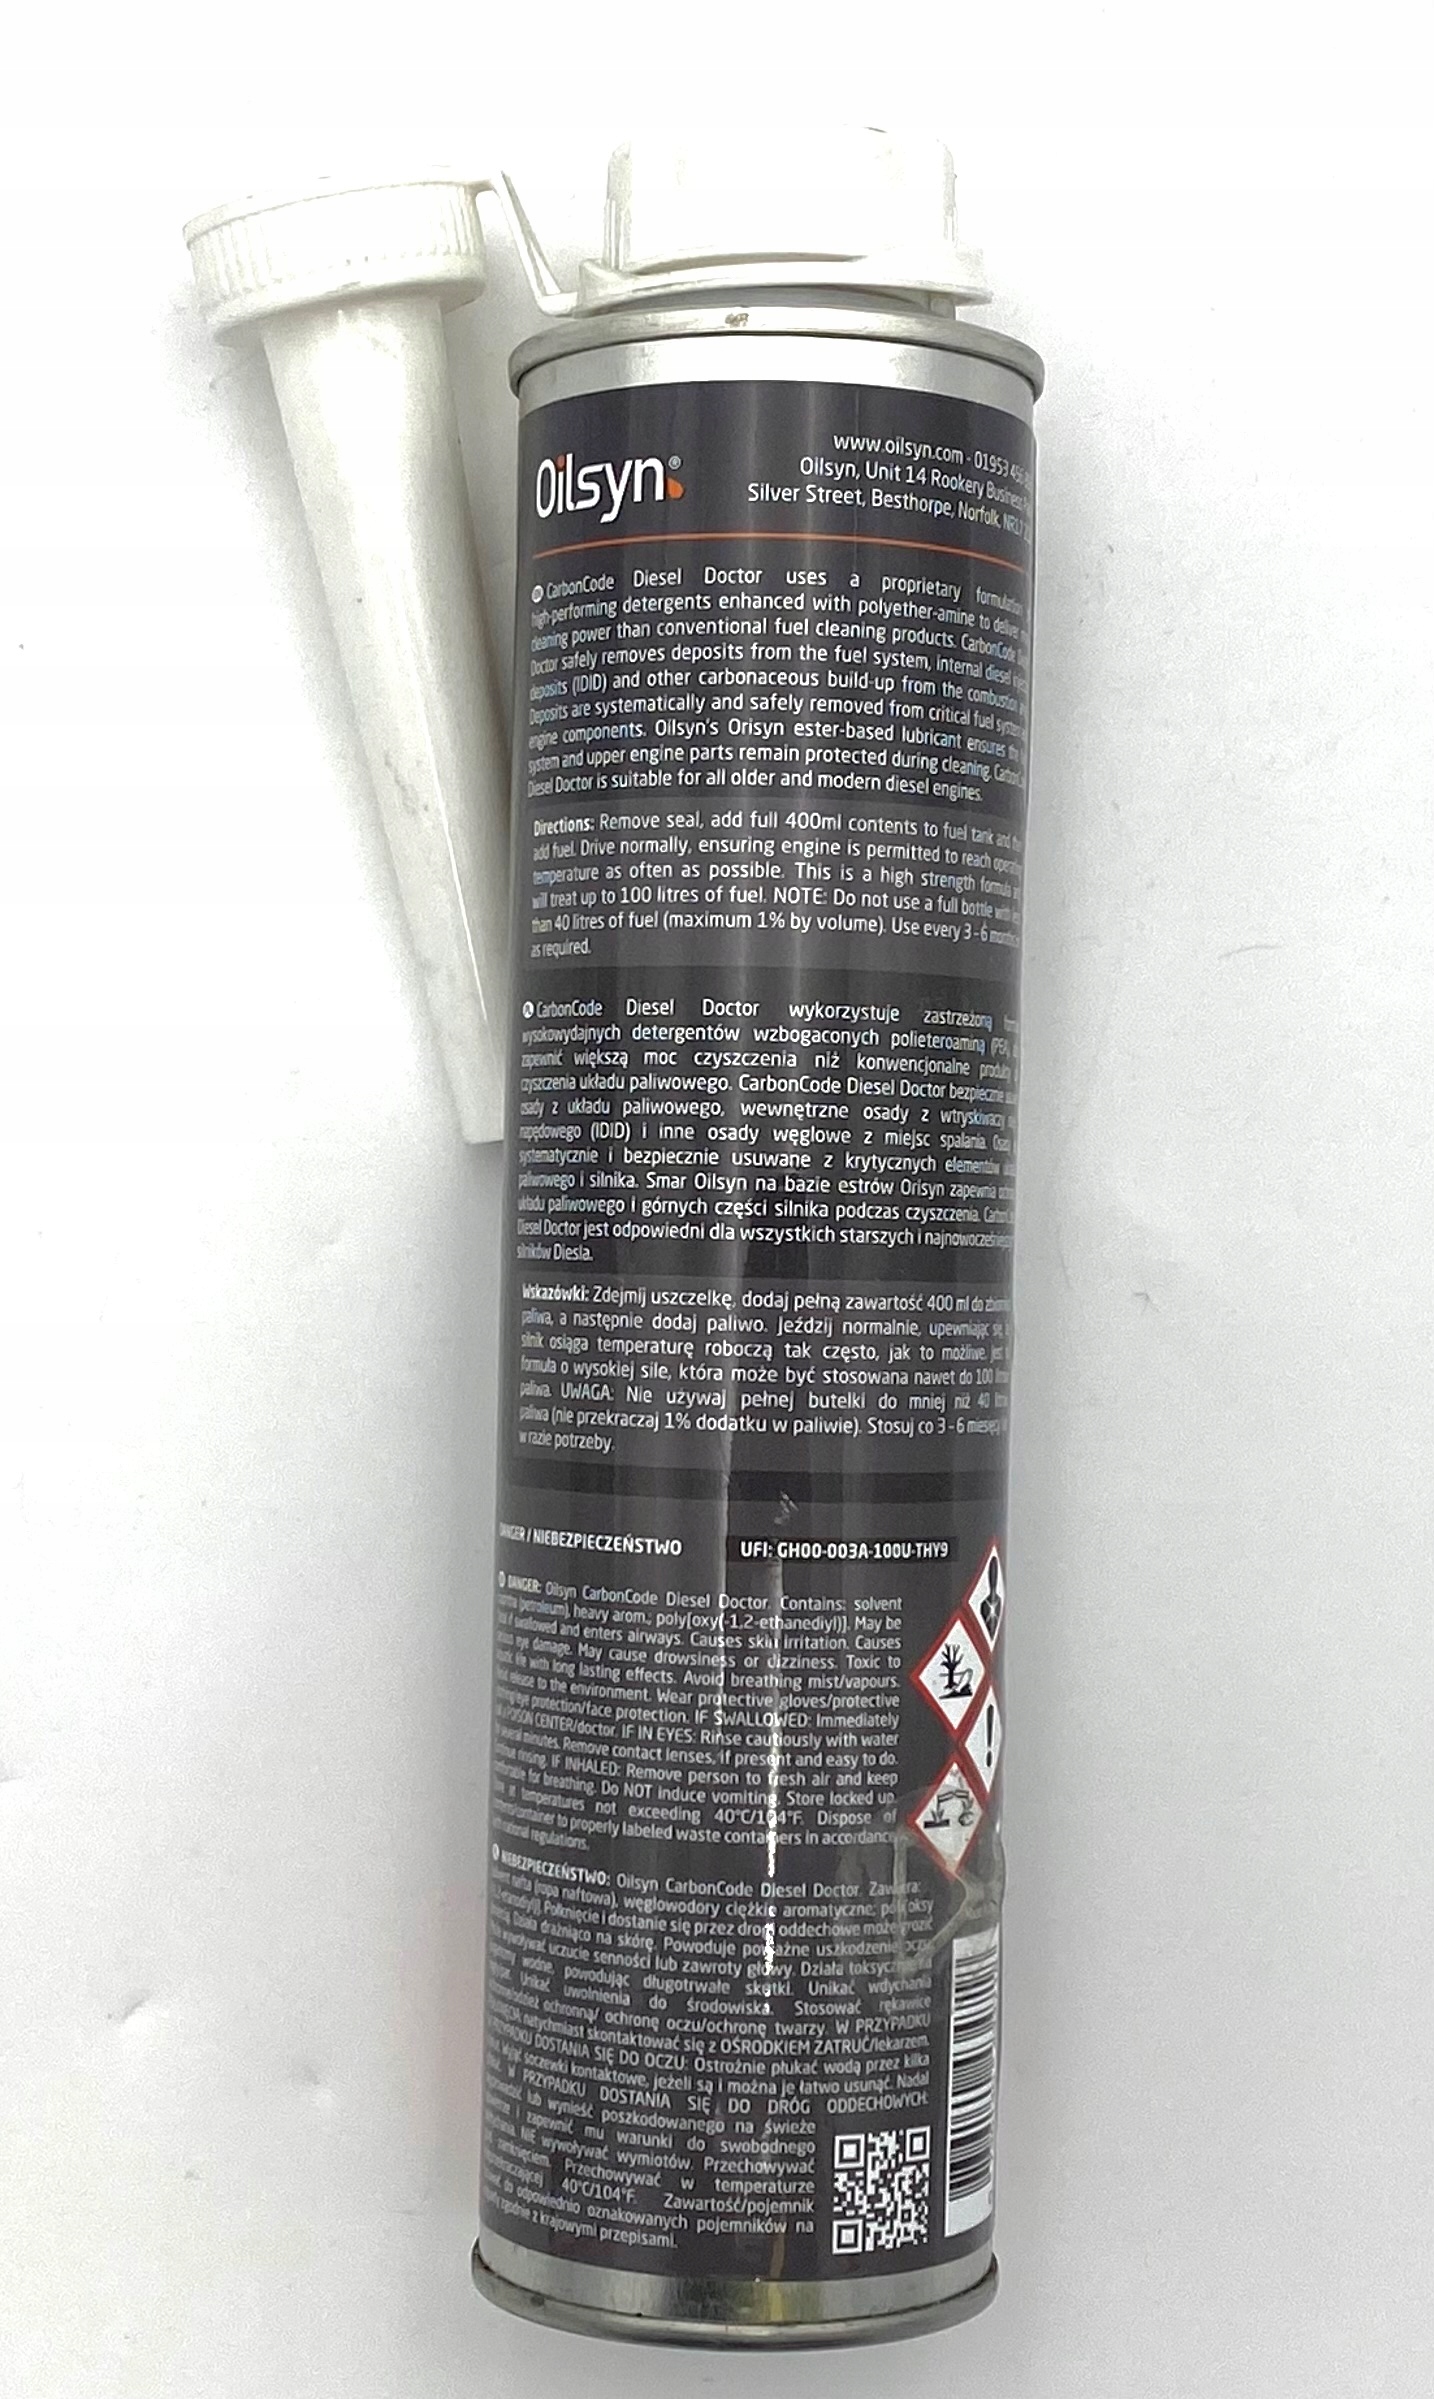 Oilsyn®
www.oilsyn.com - 01953
Oilsyn, Unit 14 Rookery Business
Silver Street, Besthorpe, Norfolk, NR17
CarbonCode Diesel Doctor uses a proprietary formulation
high-performing detergents enhanced with polyether-amine to deliver
cleaning power than conventional fuel cleaning products. CarbonCode
Doctor safely removes deposits from the fuel system, internal diesel
deposits (IDID) and other carbonaceous build-up from the combustion
Deposits are systematically and safely removed from critical fuel system
engine components. Oilsyn's Orisyn ester-based lubricant ensures the
system and upper engine parts remain protected during cleaning.
Diesel Doctor is suitable for all older and modern diesel engines.
Directions: Remove seal, add full 400ml contents to fuel tank and
add fuel. Drive normally, ensuring engine is permitted to reach
temperature as often as possible. This is a high strength formula
will treat up to 100 litres of fuel. NOTE: Do not use a full bottle with
than 40 litres of fuel (maximum 1% by volume). Use every 3 - 6
as required.
CarbonCode Diesel Doctor wykorzystuje zastrzeżoną
wysokowydajnych detergentów wzbogaconych polieteroaminą (PEA),
zapewnić większą moc czyszczenia niż konwencjonalne
czyszczenia układu paliwowego. CarbonCode Diesel Doctor bezpiecznie
osady z układu paliwowego, wewnętrzne osady z wtryskiwaczy
napędowego (IDID) i inne osady węglowe z miejsc spalania.
systematycznie i bezpiecznie usuwane z krytycznych elementów
paliwowego i silnika. Smar Oilsyn na bazie estrów Orisyn zapewnia
układu paliwowego i górnych części silnika podczas czyszczenia.
Diesel Doctor jest odpowiedni dla wszystkich starszych i
silników Diesla.
Wskazówki: Zdejmij uszczelkę, dodaj pełną zawartość 400 ml do
paliwa, a następnie dodaj paliwo. Jeździj normalnie, upewniając się,
silnik osiąga temperaturę roboczą tak często, jak to możliwe. Jest
formuła o wysokiej sile, która może być stosowana nawet do 100
paliwa. UWAGA: Nie używaj pełnej butelki do mniej niż 40
paliwa (nie przekraczaj 1% dodatku w paliwie). Stosuj co 3 - 6
w razie potrzeby.
DANGER / NIEBEZPIECZEŃSTWO
UFI: GH00-003A-100U-THY9
DANGER: Oilsyn CarbonCode Diesel Doctor. Contains: solvent
(petroleum), heavy arom.; poly[oxy(-1,2-ethanediyl)]. May be
if swallowed and enters airways. Causes skin irritation. Causes
eye damage. May cause drowsiness or dizziness. Toxic to
life with long lasting effects. Avoid breathing mist/vapours.
release to the environment. Wear protective gloves/protective
eye protection/face protection. IF SWALLOWED: Immediately
POISON CENTER/doctor. IF IN EYES: Rinse cautiously with water
several minutes. Remove contact lenses, if present and easy to do.
rinsing. IF INHALED: Remove person to fresh air and keep
for breathing. Do NOT induce vomiting. Store locked up.
at temperatures not exceeding 40°C/104°F. Dispose of
container to properly labeled waste containers in accordance
national regulations.
NIEBEZPIECZEŃSTWO: Oilsyn CarbonCode Diesel Doctor. Zawiera:
nafta (ropa naftowa), węglowodory ciężkie aromatyczne;
Połknięcie i dostanie się przez drogi oddechowe może grozić
Działa drażniąco na skórę. Powoduje poważne uszkodzenie oczu.
wywoływać uczucie senności lub zawroty głowy. Działa
wodne, powodując długotrwałe skutki. Unikać wdychania
Unikać uwolnienia do środowiska. Stosować rękawice
ochronną/ ochronę oczu/ochronę twarzy. W PRZYPADKU
natychmiast skontaktować się z OŚRODKIEM ZATRUĆ/lekarzem.
DOSTANIA SIĘ DO OCZU: Ostrożnie płukać wodą przez kilka
Wyjąć soczewki kontaktowe, jeżeli są i można je łatwo usunąć. Nadal
W PRZYPADKU DOSTANIA SIĘ DO DRÓG ODDECHOWYCH:
lub wynieść poszkodowanego na świeże
i zapewnić mu warunki do swobodnego
NIE wywoływać wymiotów. Przechowywać
zamknięciem. Przechowywać w temperaturze
40°C/104°F. Zawartość/pojemnik
do odpowiednio oznakowanych pojemników na
zgodnie z krajowymi przepisami.